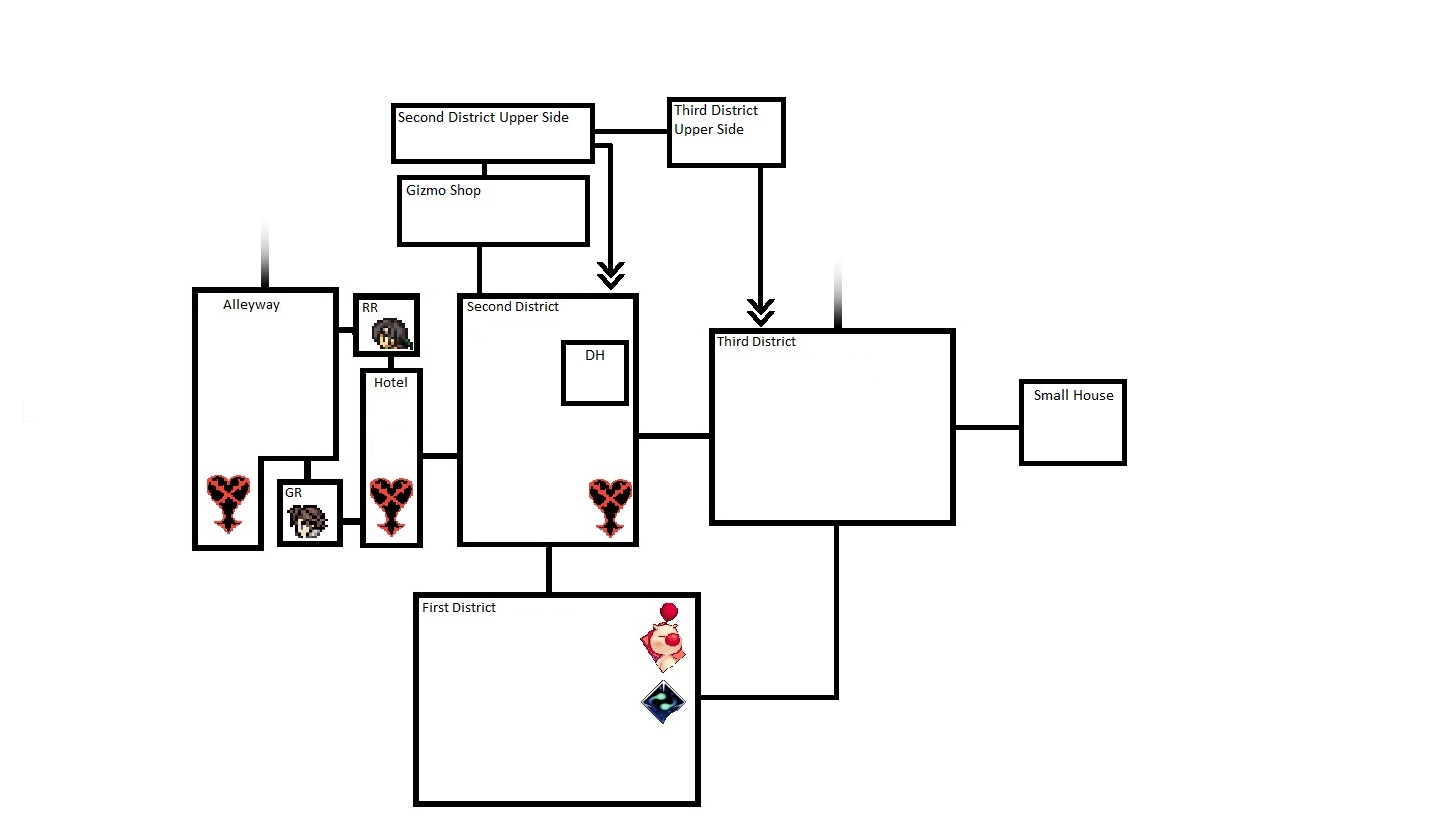 Second District Upper Side
Third District
Upper Side
Gizmo Shop
Alleyway
RR
Second District
DH
Third District
Hotel
Small House
GR
First District